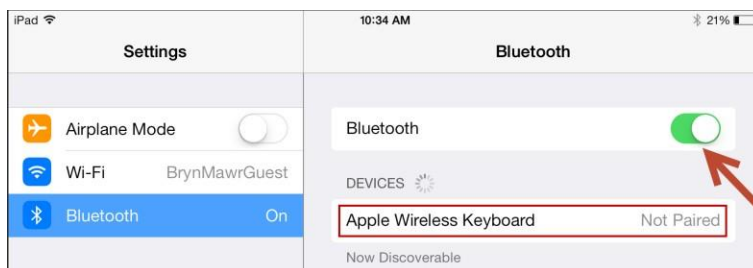 iPad 10:34 AM 21%
Settings Bluetooth
Airplane Mode
Wi-Fi BrynMawrGuest
Bluetooth On
Bluetooth
DEVICES
Apple Wireless Keyboard Not Paired
Now Discoverable